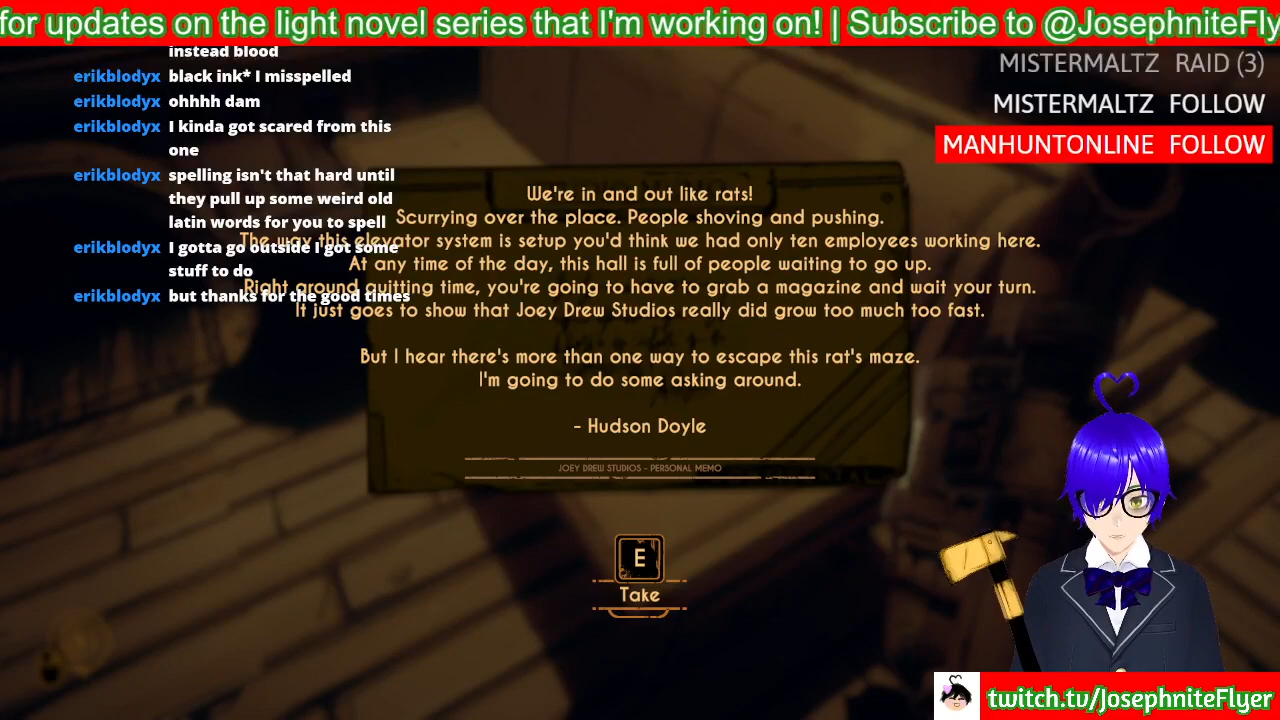 for updates on the light novel series that I'm working on! | Subscribe to @JosephniteFly
instead blood
erikblodyx black ink* I misspelled
erikblodyx ohhhh dam
erikblodyx I kinda got scared from this
one
erikblodyx spelling isn't that hard until
they pull up some weird old
latin words for you to spell
erikblodyx I gotta go outside I got some
stuff to do
erikblodyx but thanks for the good times
MISTERMALTZ RAID (3)
MISTERMALTZ FOLLOW
MANHUNTONLINE FOLLOW
We're in and out like rats!
Scurrying over the place. People shoving and pushing.
The way this elevator system is setup you'd think we had only ten employees working here.
At any time of the day, this hall is full of people waiting to go up.
Right around quitting time, you're going to have to grab a magazine and wait your turn.
It just goes to show that Joey Drew Studios really did grow too much too fast.
But I hear there's more than one way to escape this rat's maze.
I'm going to do some asking around.
- Hudson Doyle
JOEY DREW STUDIOS - PERSONAL MEMO
E
Take
twitch.tv/JosephniteFlyer